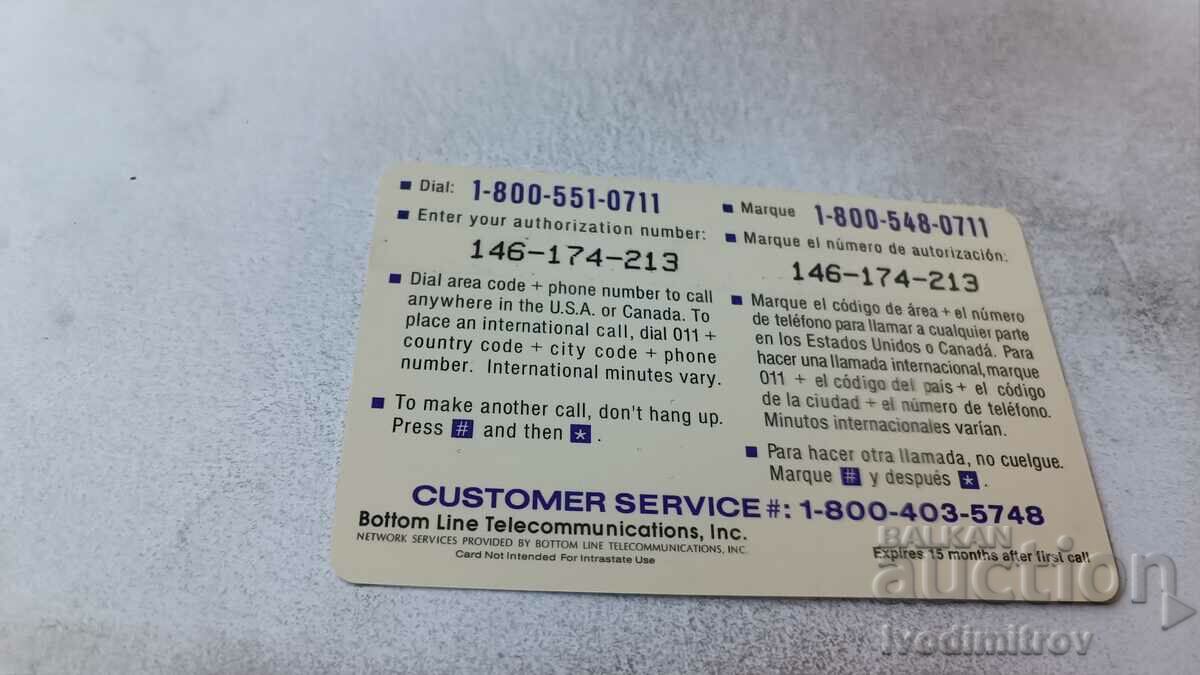 Dial: 1-800-551-0711
Enter your authorization number:
146-174-213
Dial area code + phone number to call
anywhere in the U.S.A. or Canada. To
place an international call, dial 011 +
country code + city code + phone
number. International minutes vary.
To make another call, don't hang up.
Press # and then *.
Marque 1-800-548-0711
Marque el número de autorización:
146-174-213
Marque el código de área + el número
de teléfono para llamar a cualquier parte
en los Estados Unidos o Canadá. Para
hacer una llamada internacional, marque
011 + el código del país + el código
de la ciudad + el número de teléfono.
Minutos internacionales varían.
Para hacer otra llamada, no cuelgue.
Marque # y después *.
CUSTOMER SERVICE #: 1-800-403-5748
Bottom Line Telecommunications, Inc.
NETWORK SERVICES PROVIDED BY BOTTOM LINE TELECOMMUNICATIONS, INC.
Card Not Intended For Intrastate Use
Expires 15 months after first call
BALKAN
auction
ivodimitrov